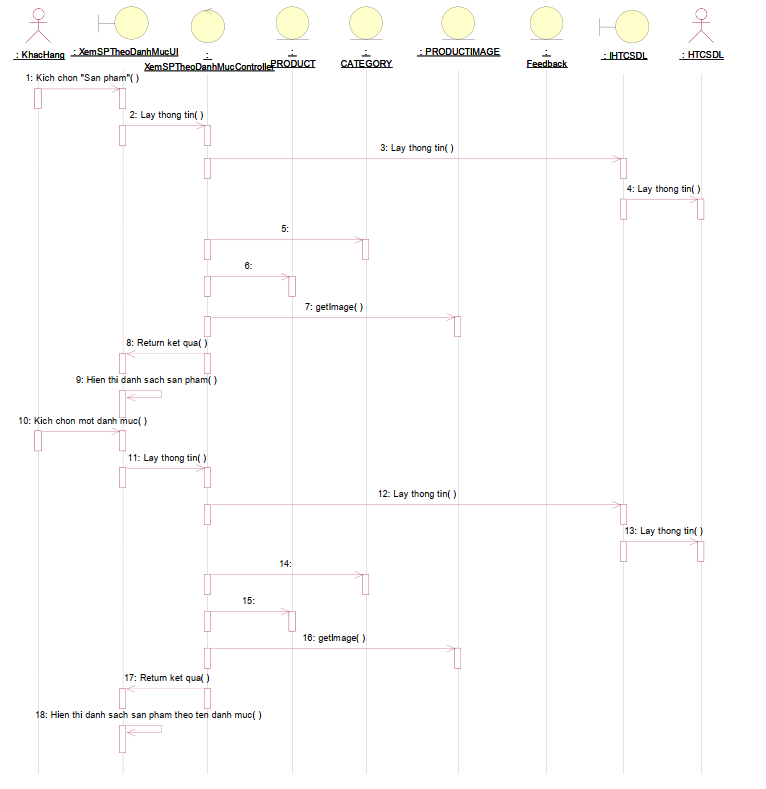 : KhacHang
: XemSPTheoDanhMucUI
:
XemSPTheoDanhMucController
:
PRODUCT
:
CATEGORY
: PRODUCTIMAGE
:
Feedback
: IHTCSDL
: HTCSDL
1: Kich chon "San pham"( )
2: Lay thong tin( )
3: Lay thong tin( )
4: Lay thong tin( )
5:
6:
7: getImage( )
8: Return ket qua( )
9: Hien thi danh sach san pham( )
10: Kich chon mot danh muc( )
11: Lay thong tin( )
12: Lay thong tin( )
13: Lay thong tin( )
14:
15:
16: getImage( )
17: Return ket qua( )
18: Hien thi danh sach san pham theo ten danh muc( )